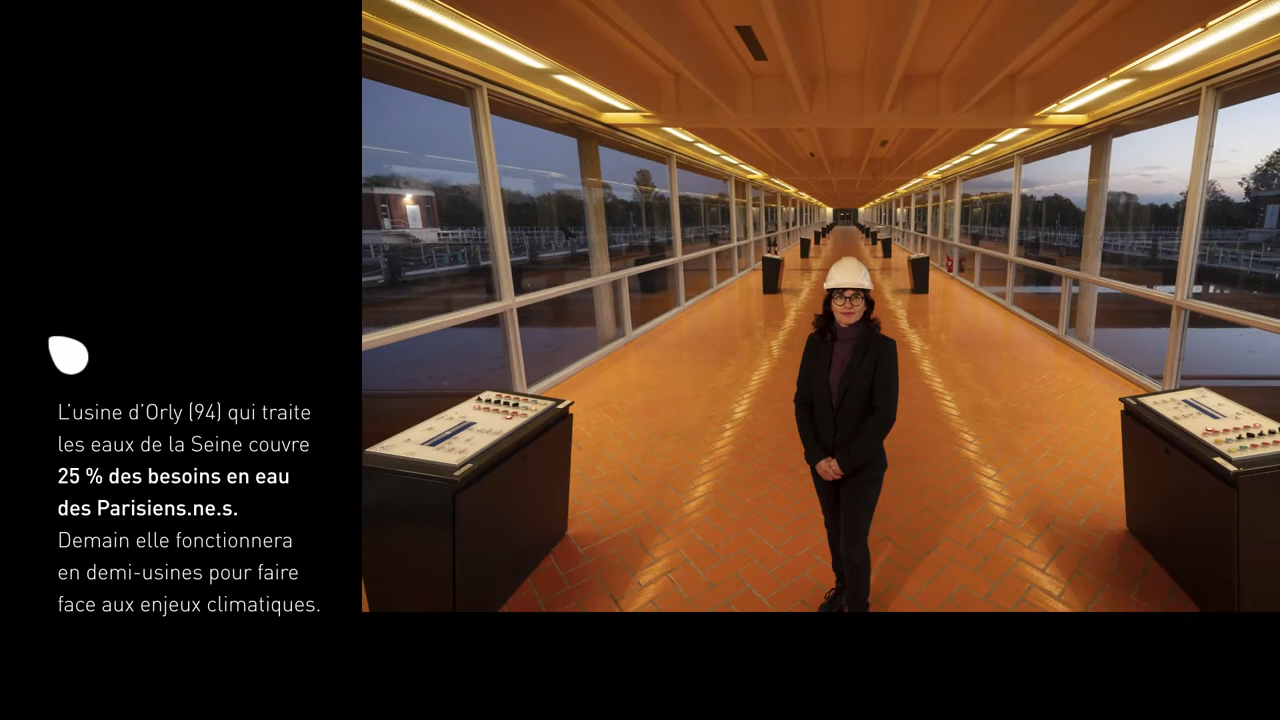 L’usine d’Orly (94) qui traite
les eaux de la Seine couvre
25 % des besoins en eau
des Parisiens.ne.s.
Demain elle fonctionnera
en demi-usines pour faire
face aux enjeux climatiques.